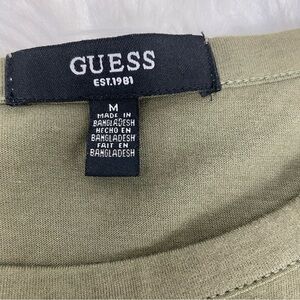 GUESS
EST.1981
M
MADE IN
BANGLADESH
HECHO EN
BANGLADESH
FAIT EN
BANGLADESH